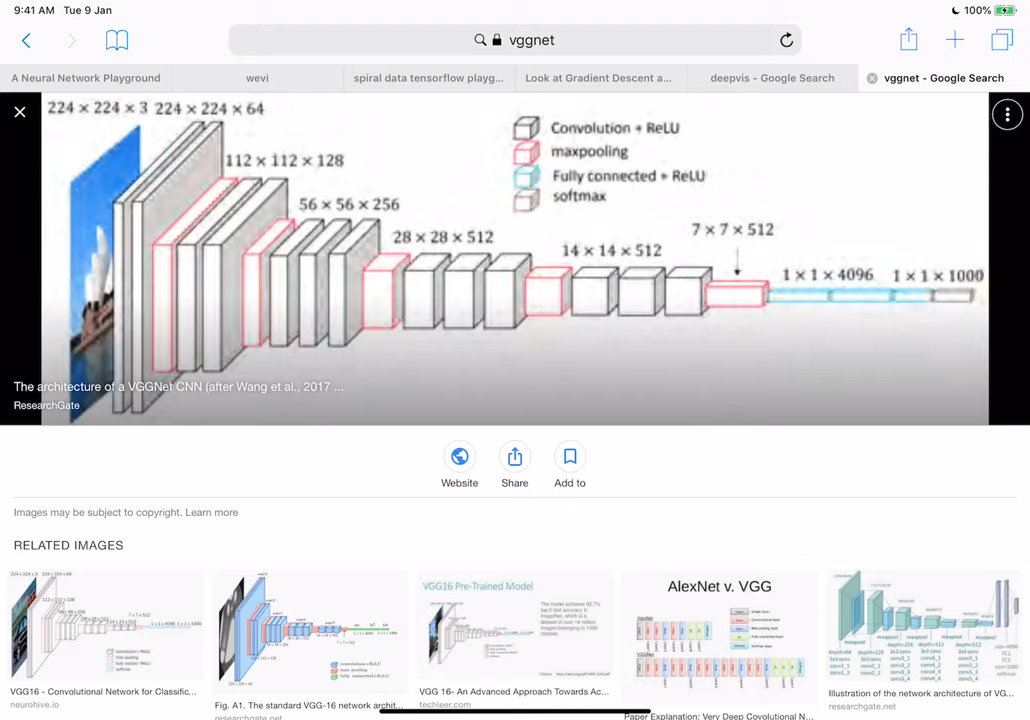 9:41 AM Tue 9 Jan
100%
vggnet
A Neural Network Playground
wevi
spiral data tensorflow playg...
Look at Gradient Descent a...
deepvis - Google Search
vggnet - Google Search
224 × 224 × 3 224 × 224 × 64
112 × 112 × 128
56 × 56 × 256
28 × 28 × 512
14 × 14 × 512
7 × 7 × 512
1 × 1 × 4096 1 × 1 × 1000
Convolution + ReLU
maxpooling
Fully connected + ReLU
softmax
The architecture of a VGGNet CNN (after Wang et al., 2017 ...
ResearchGate
Website
Share
Add to
Images may be subject to copyright. Learn more
RELATED IMAGES
VGG16 Pre-Trained Model
AlexNet v. VGG
VGG16 - Convolutional Network for Classific...
neurohive.io
Fig. A1. The standard VGG-16 network archit...
researchgate.net
VGG 16- An Advanced Approach Towards Ac...
techleer.com
Paper Explanation: Very Deep Covolutional N...
Illustration of the network architecture of VG...
researchgate.net